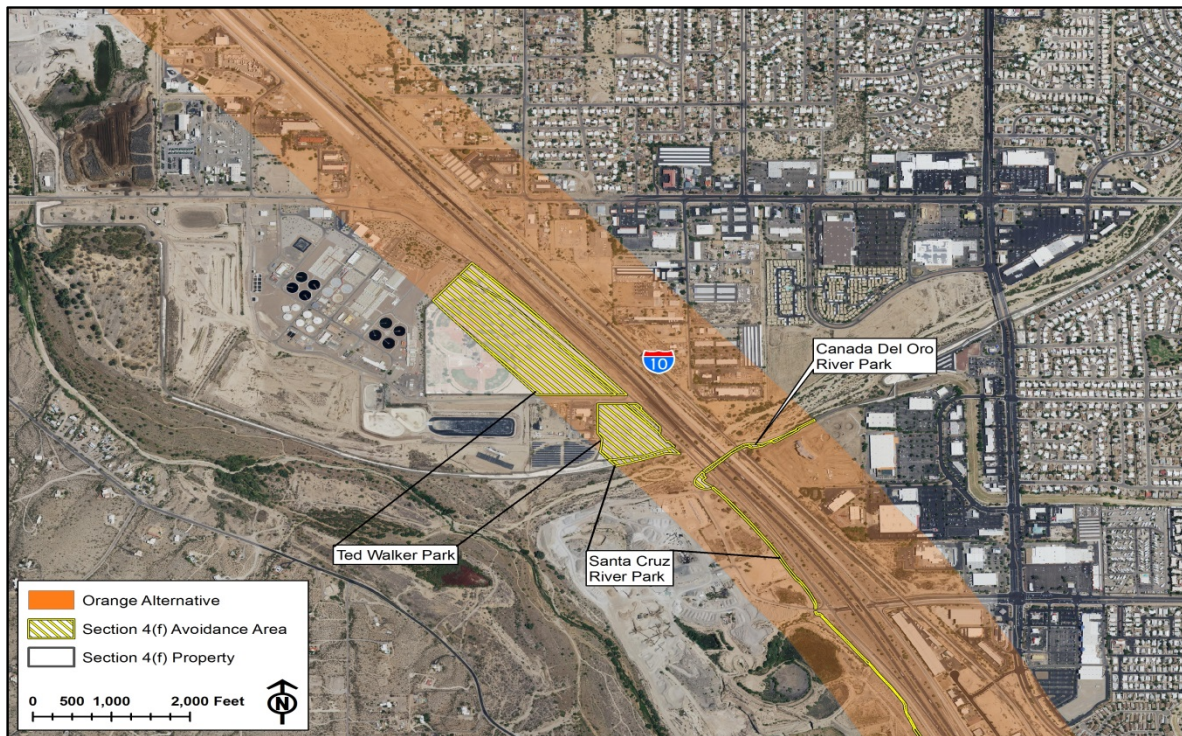 10
Canada Del Oro
River Park
Ted Walker Park
Santa Cruz
River Park
Orange Alternative
Section 4(f) Avoidance Area
Section 4(f) Property
0 500 1,000 2,000 Feet
N